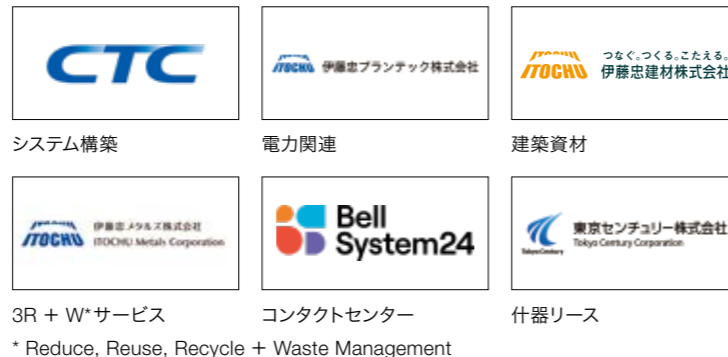 CTC
ITOCHU 伊藤忠プランテック株式会社
ITOCHU つなぐ。つくる。こたえる。
伊藤忠建材株式会社
システム構築
電力関連
建築資材
ITOCHU 伊藤忠メタルズ株式会社
ITOCHU Metals Corporation
Bell
System24
東京センチュリー株式会社
Tokyo Century Tokyo Century Corporation
3R + W*サービス
コンタクトセンター
什器リース
* Reduce, Reuse, Recycle + Waste Management